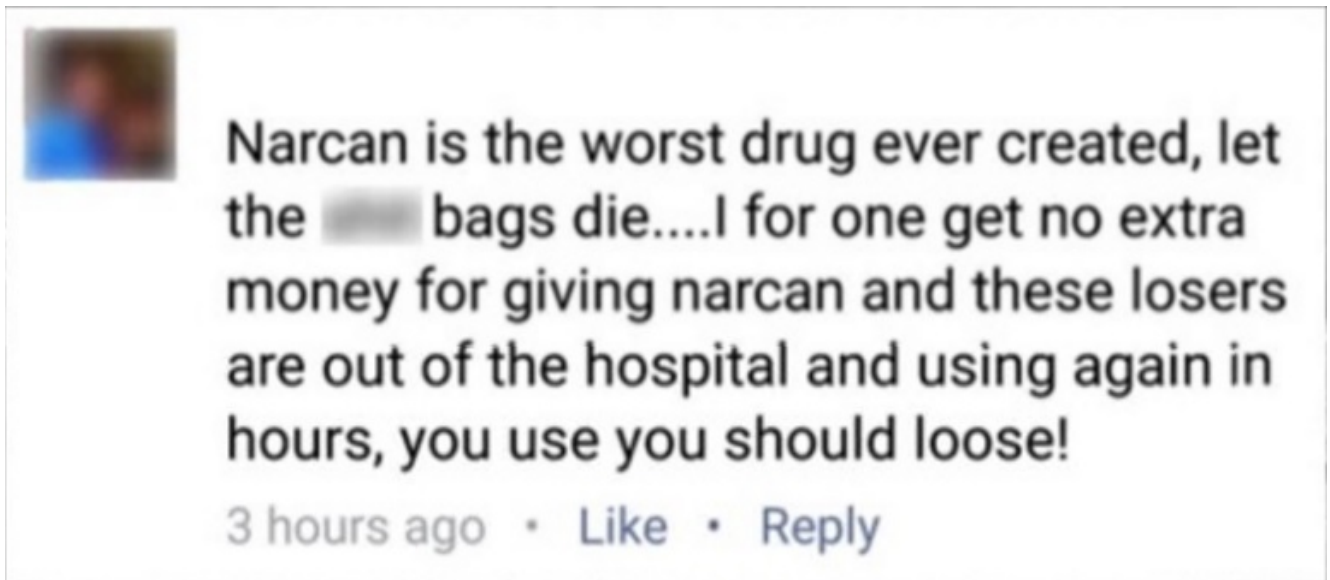 Narcan is the worst drug ever created, let
the bags die....I for one get no extra
money for giving narcan and these losers
are out of the hospital and using again in
hours, you use you should loose!
3 hours ago • Like • Reply